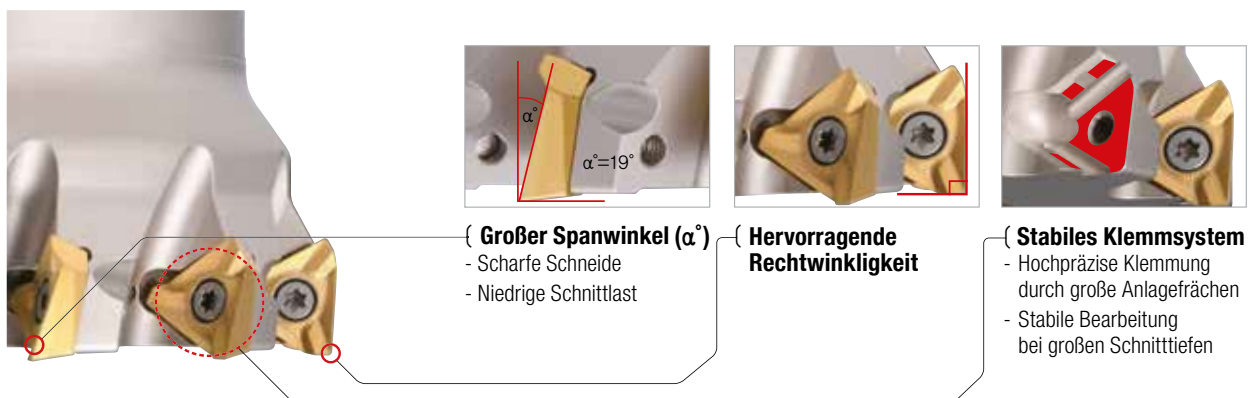 α°
α°=19°
Großer Spanwinkel (α°)
- Scharfe Schneide
- Niedrige Schnittlast
Hervorragende
Rechtwinkligkeit
Stabiles Klemmsystem
- Hochpräzise Klemmung
durch große Anlagefrächen
- Stabile Bearbeitung
bei großen Schnitttiefen